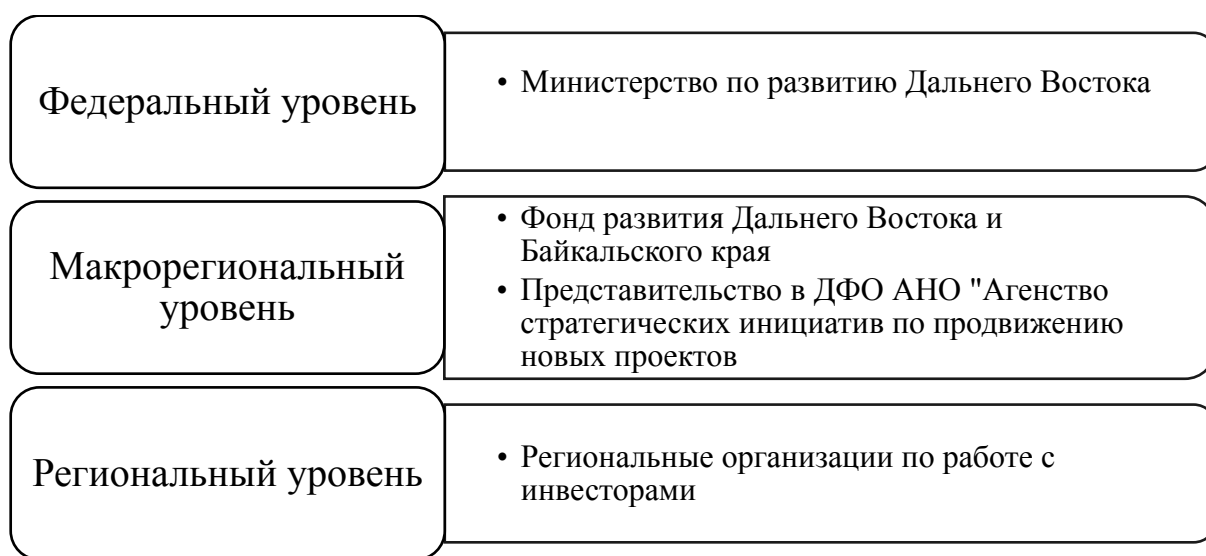 Федеральный уровень
• Министерство по развитию Дальнего Востока
Макрорегиональный
уровень
• Фонд развития Дальнего Востока и
Байкальского края
• Представительство в ДФО АНО "Агенство
стратегических инициатив по продвижению
новых проектов
Региональный уровень
• Региональные организации по работе с
инвесторами